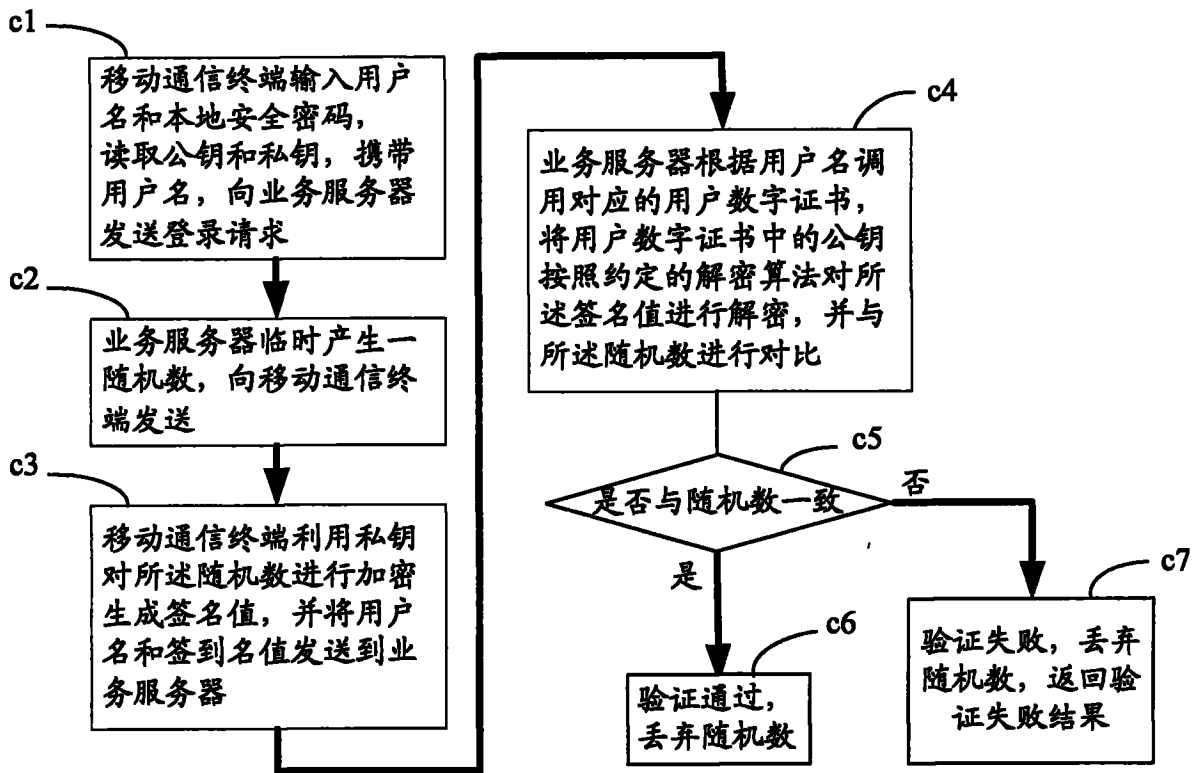 c1
移动通信终端输入用户
名和本地安全密码，
读取公钥和私钥，携带
用户名，向业务服务器
发送登录请求
c2
业务服务器临时产生一
随机数，向移动通信终
端发送
c3
移动通信终端利用私钥
对所述随机数进行加密
生成签名值，并将用户
名和签到名值发送到业
务服务器
c4
业务服务器根据用户名调
用对应的用户数字证书，
将用户数字证书中的公钥
按照约定的解密算法对所
述签名值进行解密，并与
所述随机数进行对比
c5
是否与随机数一致
否
是
c6
验证通过，
丢弃随机数
c7
验证失败，丢弃
随机数，返回验
证失败结果